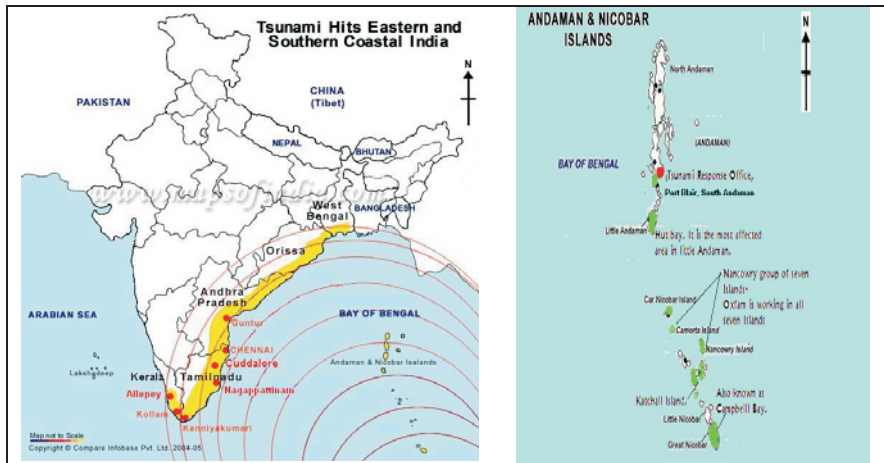 Tsunami Hits Eastern and
Southern Coastal India
N
CHINA
(Tibet)
PAKISTAN
NEPAL
BHUTAN
www.mapsofindia.com
West
Bengal
BANGLADESH
Orissa
Andhra
Pradesh
Guntur
ARABIAN SEA
BAY OF BENGAL
CHENNAI
Cuddalore
Andaman & Nicobar Isalands
Lakshadeep
Kerala
Tamilnadu
Nagappattinam
Allepey
Kollam
Kanniyakumari
Map not to Scale
Copyright © Compare Infobase Pvt. Ltd. 2004-05
ANDAMAN & NICOBAR
ISLANDS
N
North Andaman
(ANDAMAN)
BAY OF BENGAL
Tsunami Response Office,
Port Blair, South Andaman
Little Andaman
Hut bay. It is the most affected
area in little Andaman.
Nancowry group of seven
Islands-
Oxfam is working in all
seven Islands
Car Nicobar Island
Camorta Island
Nancowry Island
Katchall Island.
Also known as
Campbell Bay.
Little Nicobar
Great Nicobar